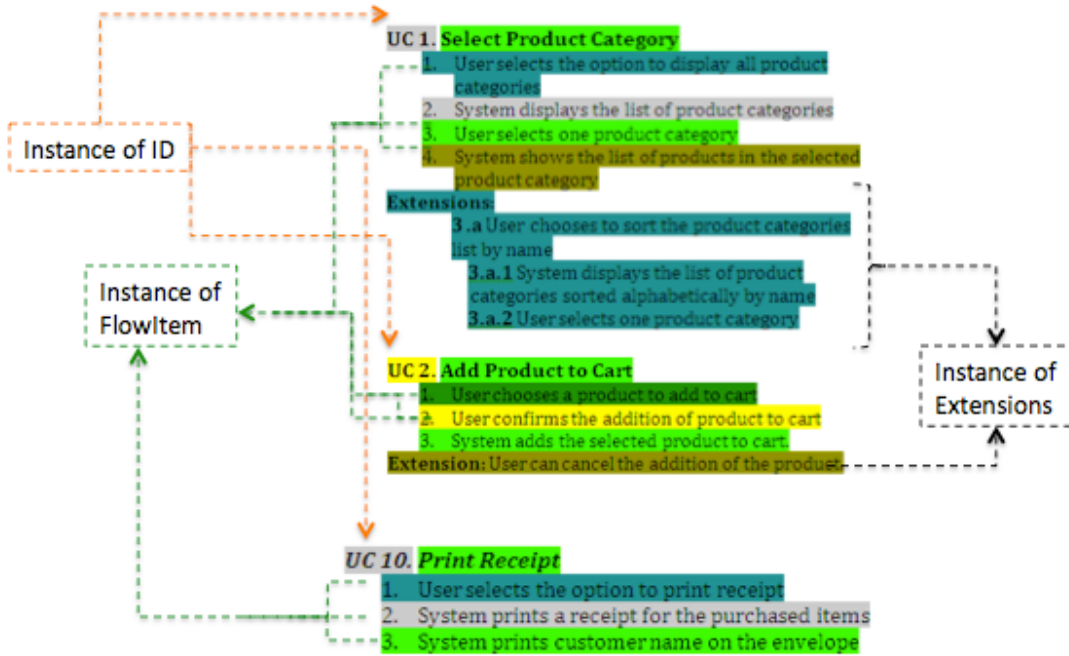 UC 1. Select Product Category
1. User selects the option to display all product
categories
2. System displays the list of product categories
3. User selects one product category
4. System shows the list of products in the selected
product category
Instance of ID
Extensions:
3 .a User chooses to sort the product categories
list by name
3.a.1 System displays the list of product
categories sorted alphabetically by name
3.a.2 User selects one product category
Instance of
FlowItem
UC 2. Add Product to Cart
1. User chooses a product to add to cart
2. User confirms the addition of product to cart
3. System adds the selected product to cart.
Extension: User can cancel the addition of the product.
Instance of
Extensions
UC 10. Print Receipt
1. User selects the option to print receipt
2. System prints a receipt for the purchased items
3. System prints customer name on the envelope